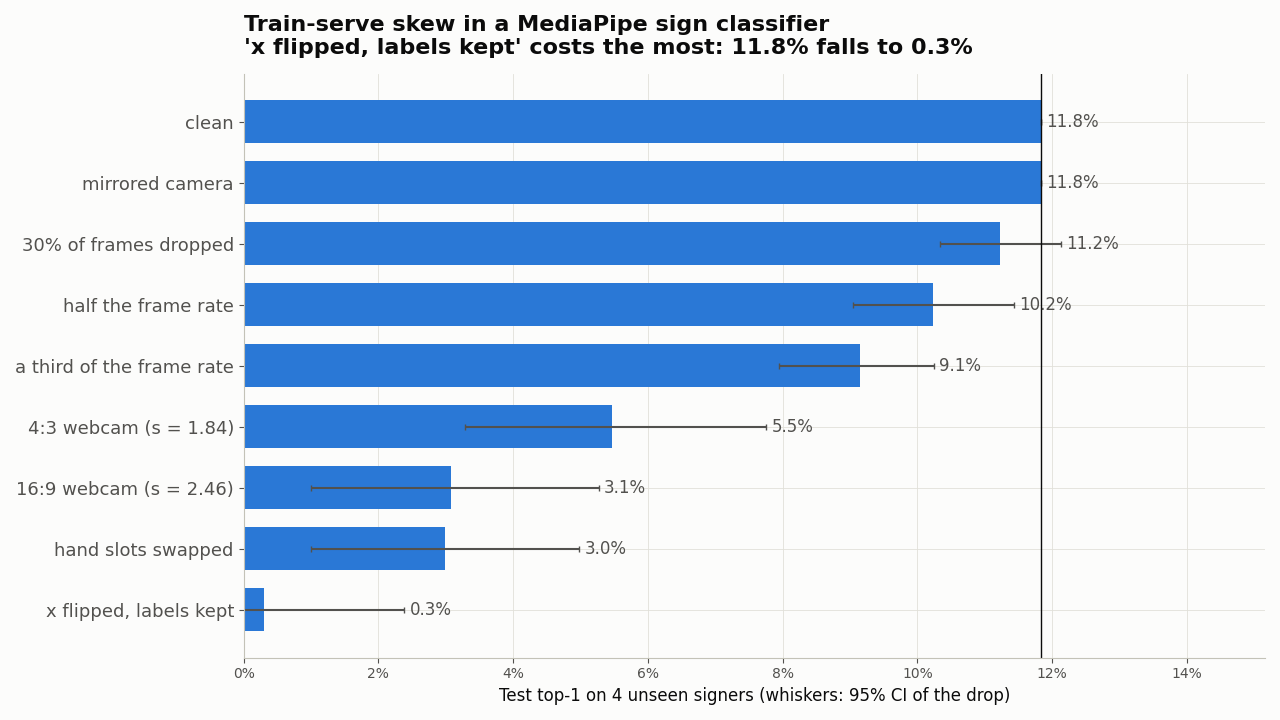 Train-serve skew in a MediaPipe sign classifier
'x flipped, labels kept' costs the most: 11.8% falls to 0.3%
clean
11.8%
mirrored camera
11.8%
30% of frames dropped
11.2%
half the frame rate
10.2%
a third of the frame rate
9.1%
4:3 webcam (s = 1.84)
5.5%
16:9 webcam (s = 2.46)
3.1%
hand slots swapped
3.0%
x flipped, labels kept
0.3%
0% 2% 4% 6% 8% 10% 12% 14%
Test top-1 on 4 unseen signers (whiskers: 95% CI of the drop)